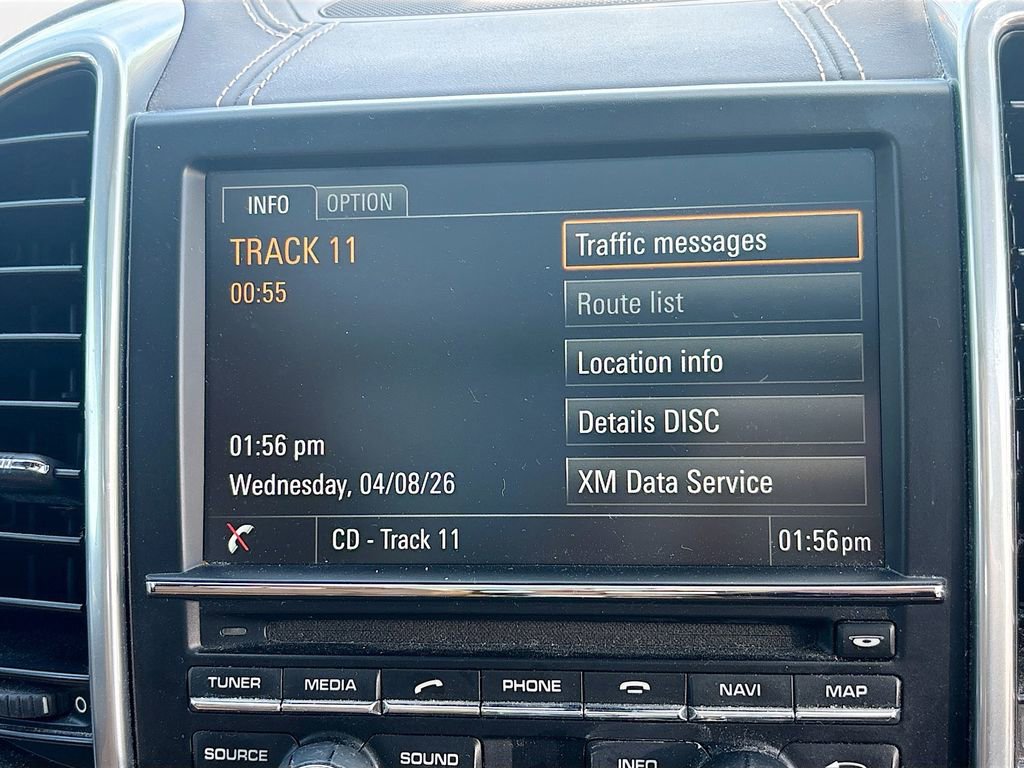 INFO OPTION
TRACK 11
00:55
Traffic messages
Route list
Location info
Details DISC
XM Data Service
01:56 pm
Wednesday, 04/08/26
CD - Track 11
01:56pm
TUNER MEDIA PHONE NAVI MAP
SOURCE SOUND INFO